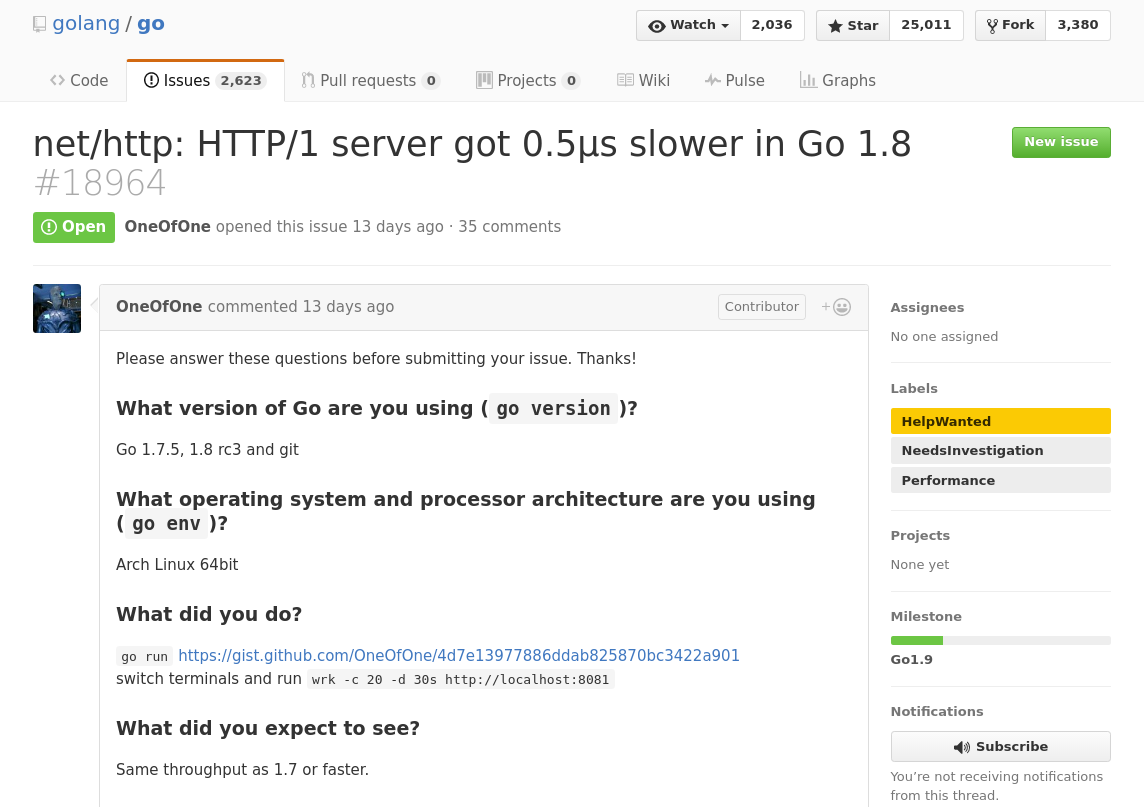 golang / go
Watch 2,036 Star 25,011 Fork 3,380
Code Issues 2,623 Pull requests 0 Projects 0 Wiki Pulse Graphs
net/http: HTTP/1 server got 0.5µs slower in Go 1.8
#18964
New issue
Open OneOfOne opened this issue 13 days ago · 35 comments
OneOfOne commented 13 days ago
Contributor +
Please answer these questions before submitting your issue. Thanks!
What version of Go are you using ( go version )?
Go 1.7.5, 1.8 rc3 and git
What operating system and processor architecture are you using
( go env )?
Arch Linux 64bit
What did you do?
go run https://gist.github.com/OneOfOne/4d7e13977886ddab825870bc3422a901
switch terminals and run wrk -c 20 -d 30s http://localhost:8081
What did you expect to see?
Same throughput as 1.7 or faster.
Assignees
No one assigned
Labels
HelpWanted
NeedsInvestigation
Performance
Projects
None yet
Milestone
Go1.9
Notifications
Subscribe
You’re not receiving notifications
from this thread.